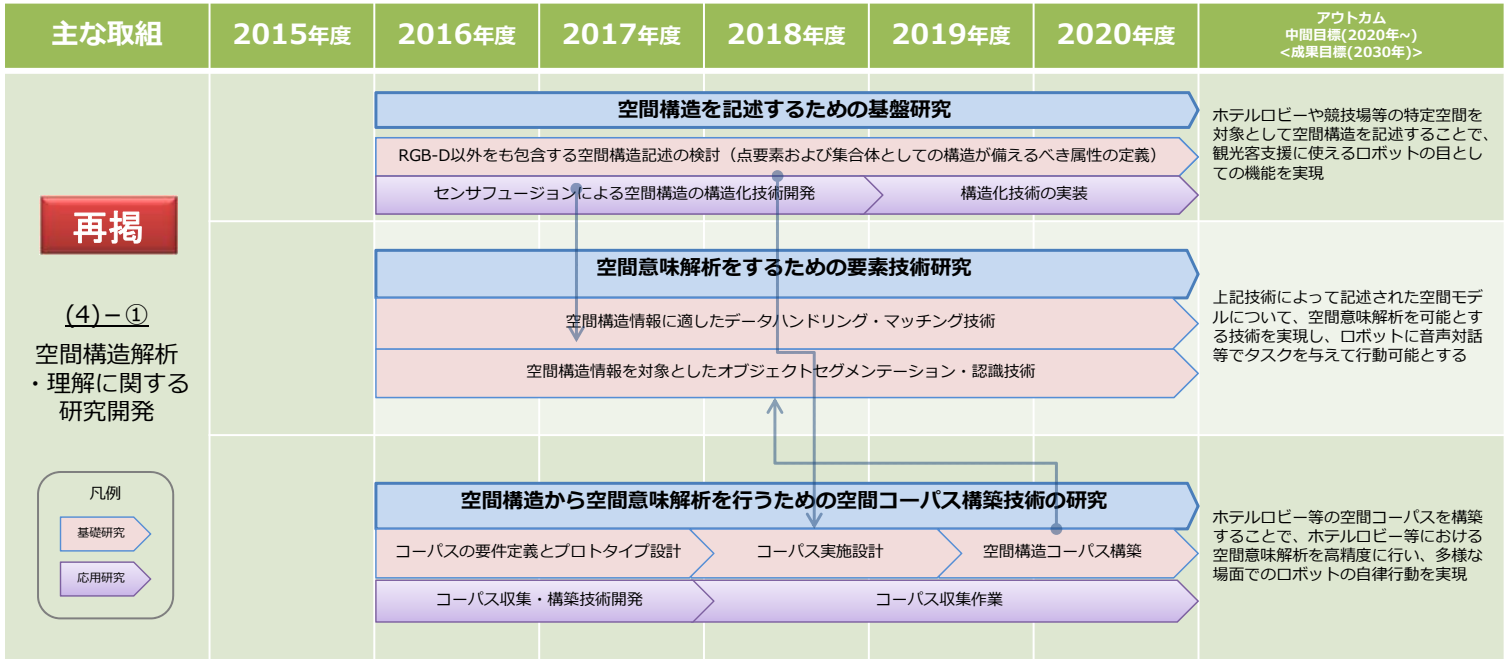 主な取組
2015年度
2016年度
2017年度
2018年度
2019年度
2020年度
アウトカム
中間目標(2020年~)
<成果目標(2030年)>
再掲
(4)－①
空間構造解析
・理解に関する
研究開発
凡例
基礎研究
応用研究
空間構造を記述するための基盤研究
RGB-D以外をも包含する空間構造記述の検討（点要素および集合体としての構造が備えるべき属性の定義）
センサフュージョンによる空間構造の構造化技術開発
構造化技術の実装
ホテルロビーや競技場等の特定空間を
対象として空間構造を記述することで、
観光客支援に使えるロボットの目とし
ての機能を実現
空間意味解析をするための要素技術研究
空間構造情報に適したデータハンドリング・マッチング技術
空間構造情報を対象としたオブジェクトセグメンテーション・認識技術
上記技術によって記述された空間モデ
ルについて、空間意味解析を可能とす
る技術を実現し、ロボットに音声対話
等でタスクを与えて行動可能とする
空間構造から空間意味解析を行うための空間コーパス構築技術の研究
コーパスの要件定義とプロトタイプ設計
コーパス実施設計
空間構造コーパス構築
コーパス収集・構築技術開発
コーパス収集作業
ホテルロビー等の空間コーパスを構築
することで、ホテルロビー等における
空間意味解析を高精度に行い、多様な
場面でのロボットの自律行動を実現